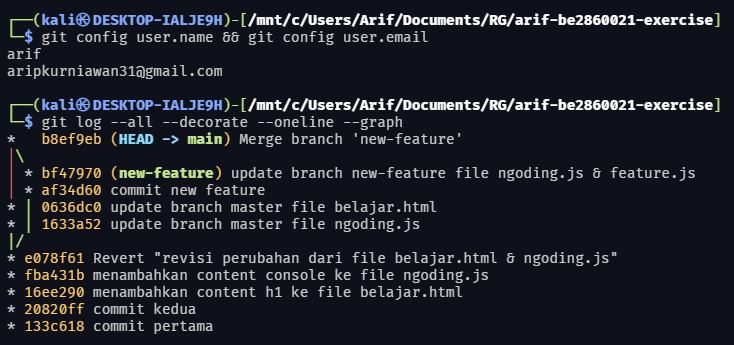 ┌──(kali㉿DESKTOP-IALJE9H)-[/mnt/c/Users/Arif/Documents/RG/arif-be2860021-exercise]
└─$ git config user.name && git config user.email
arif
aripkurniawan31@gmail.com
┌──(kali㉿DESKTOP-IALJE9H)-[/mnt/c/Users/Arif/Documents/RG/arif-be2860021-exercise]
└─$ git log --all --decorate --oneline --graph
*   b8ef9eb (HEAD -> main) Merge branch 'new-feature'
|\
| * bf47970 (new-feature) update branch new-feature file ngoding.js & feature.js
| * af34d60 commit new feature
* | 0636dc0 update branch master file belajar.html
* | 1633a52 update branch master file ngoding.js
|/
* e078f61 Revert "revisi perubahan dari file belajar.html & ngoding.js"
* fba431b menambahkan content console ke file ngoding.js
* 16ee290 menambahkan content h1 ke file belajar.html
* 20820ff commit kedua
* 133c618 commit pertama